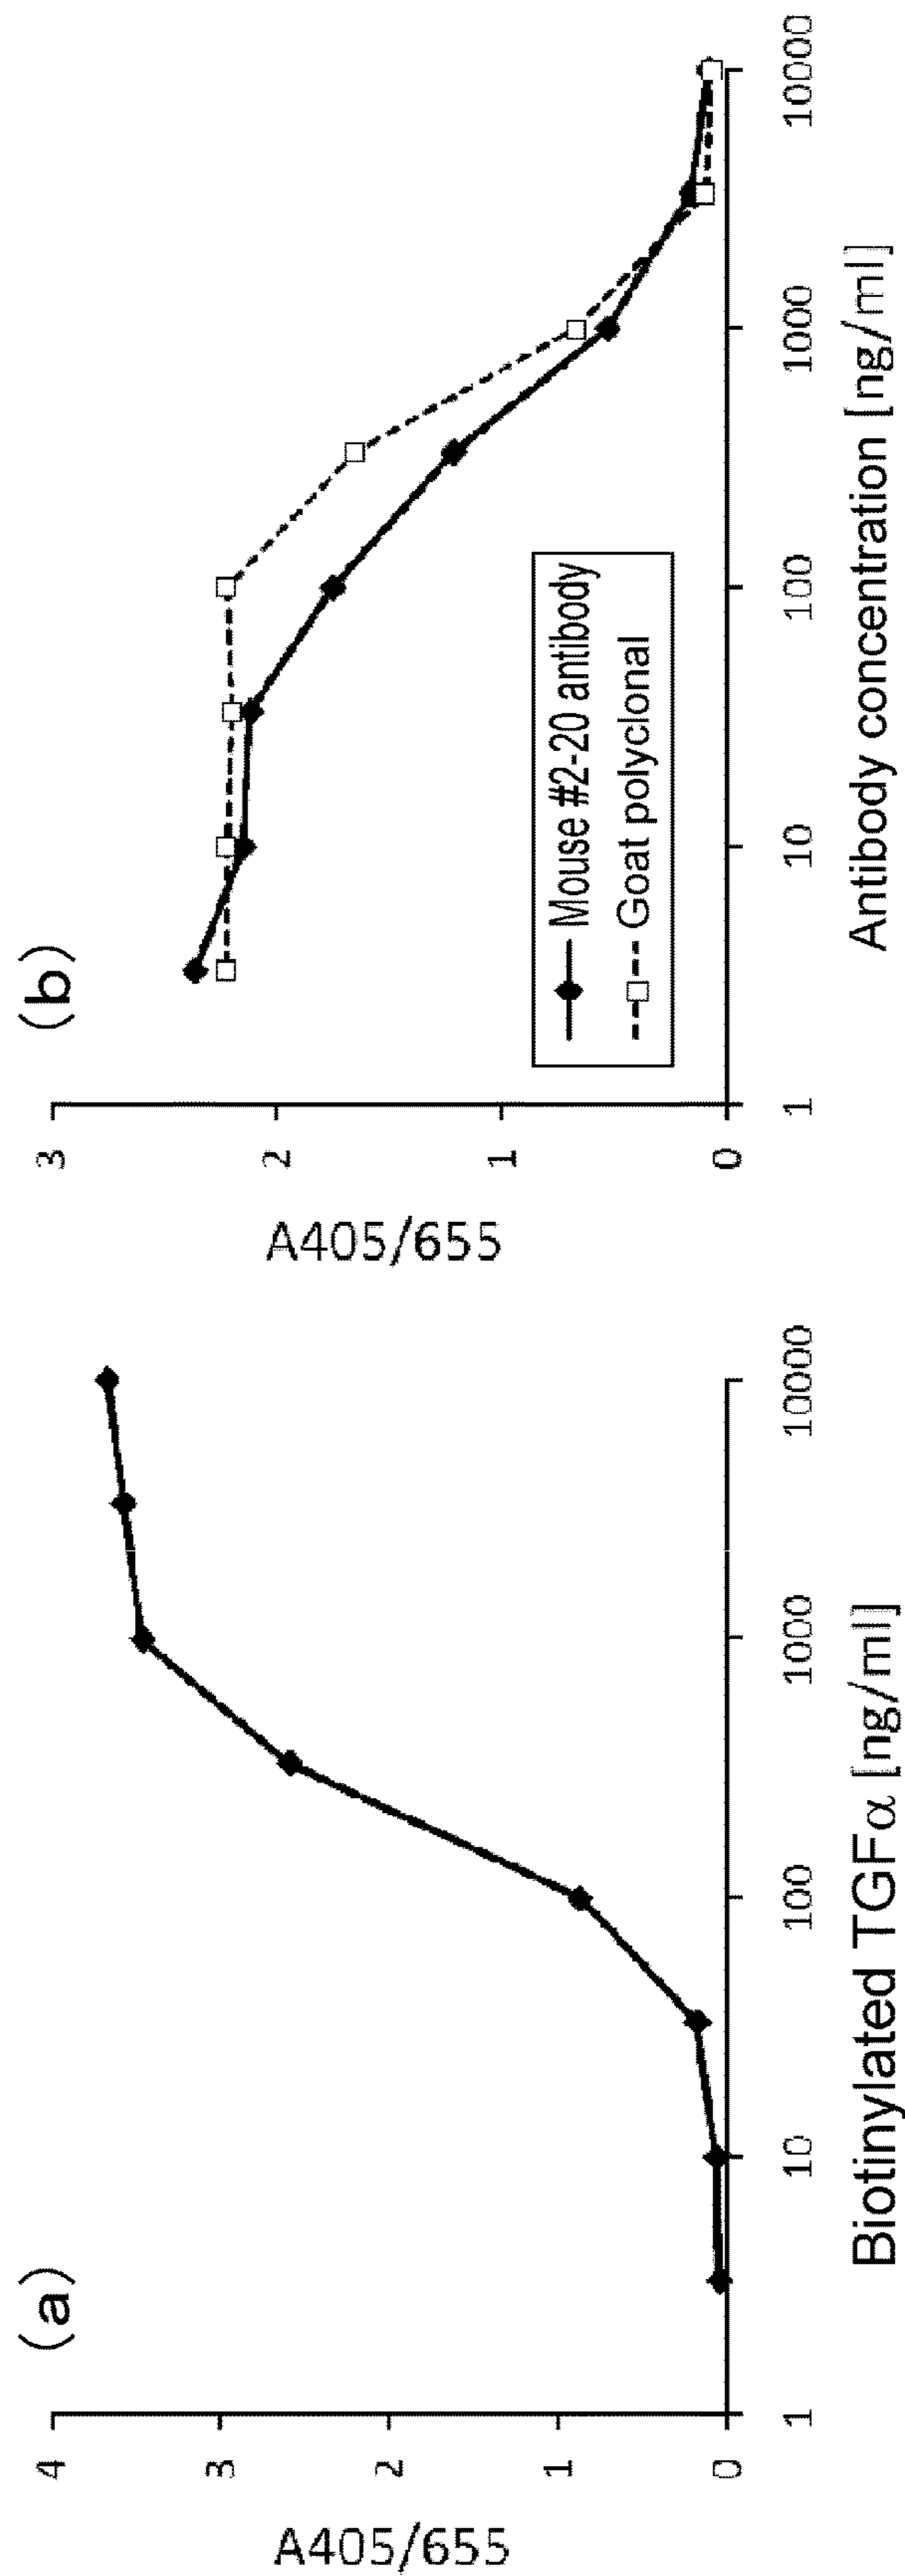 (a)
A405/655
4
3
2
1
0
1 10 100 1000 10000
Biotinylated TGFα [ng/ml]
(b)
A405/655
3
2
1
0
1 10 100 1000 10000
Mouse #2-20 antibody
Goat polyclonal
Antibody concentration [ng/ml]